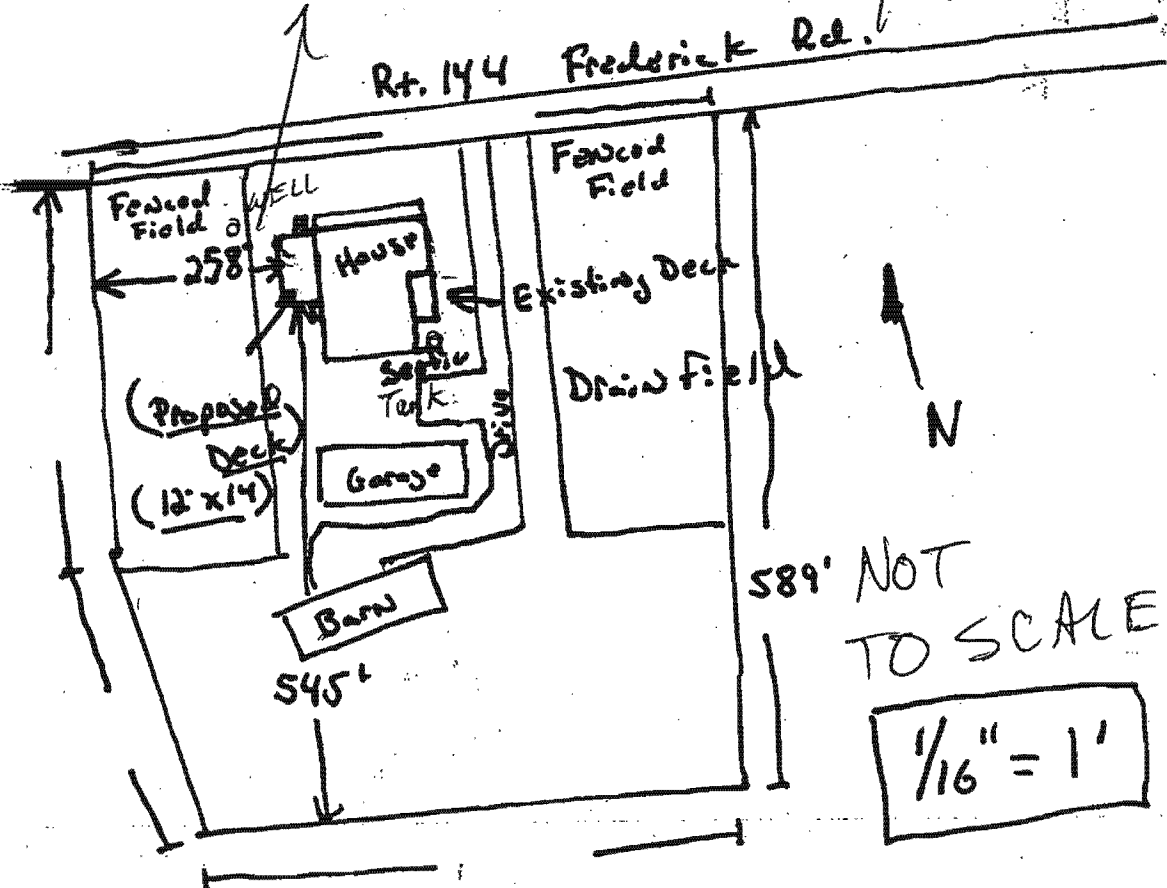 Rt. 144 Frederick Rd.
Fenced
Field
WELL
258'
House
Existing Deck
Fenced
Field
Drain Field
Septic
Tank
Drive
(Proposed
Deck)
(12' x 14')
Garage
Barn
545'
589'
N
NOT
TO SCALE
1/16" = 1'